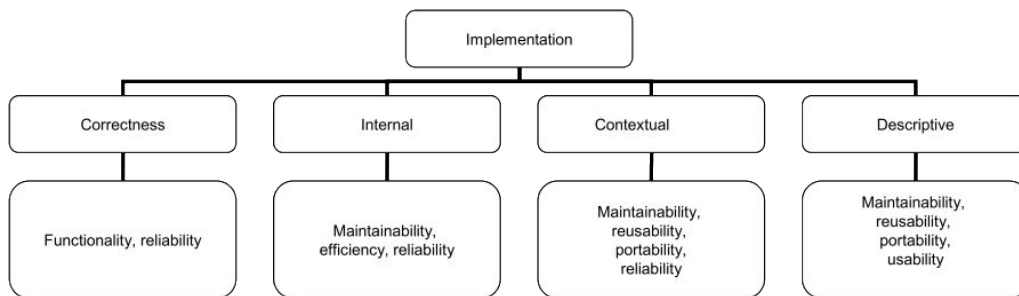 Implementation
Correctness
Internal
Contextual
Descriptive
Functionality, reliability
Maintainability,
efficiency, reliability
Maintainability,
reusability,
portability,
reliability
Maintainability,
reusability,
portability,
usability